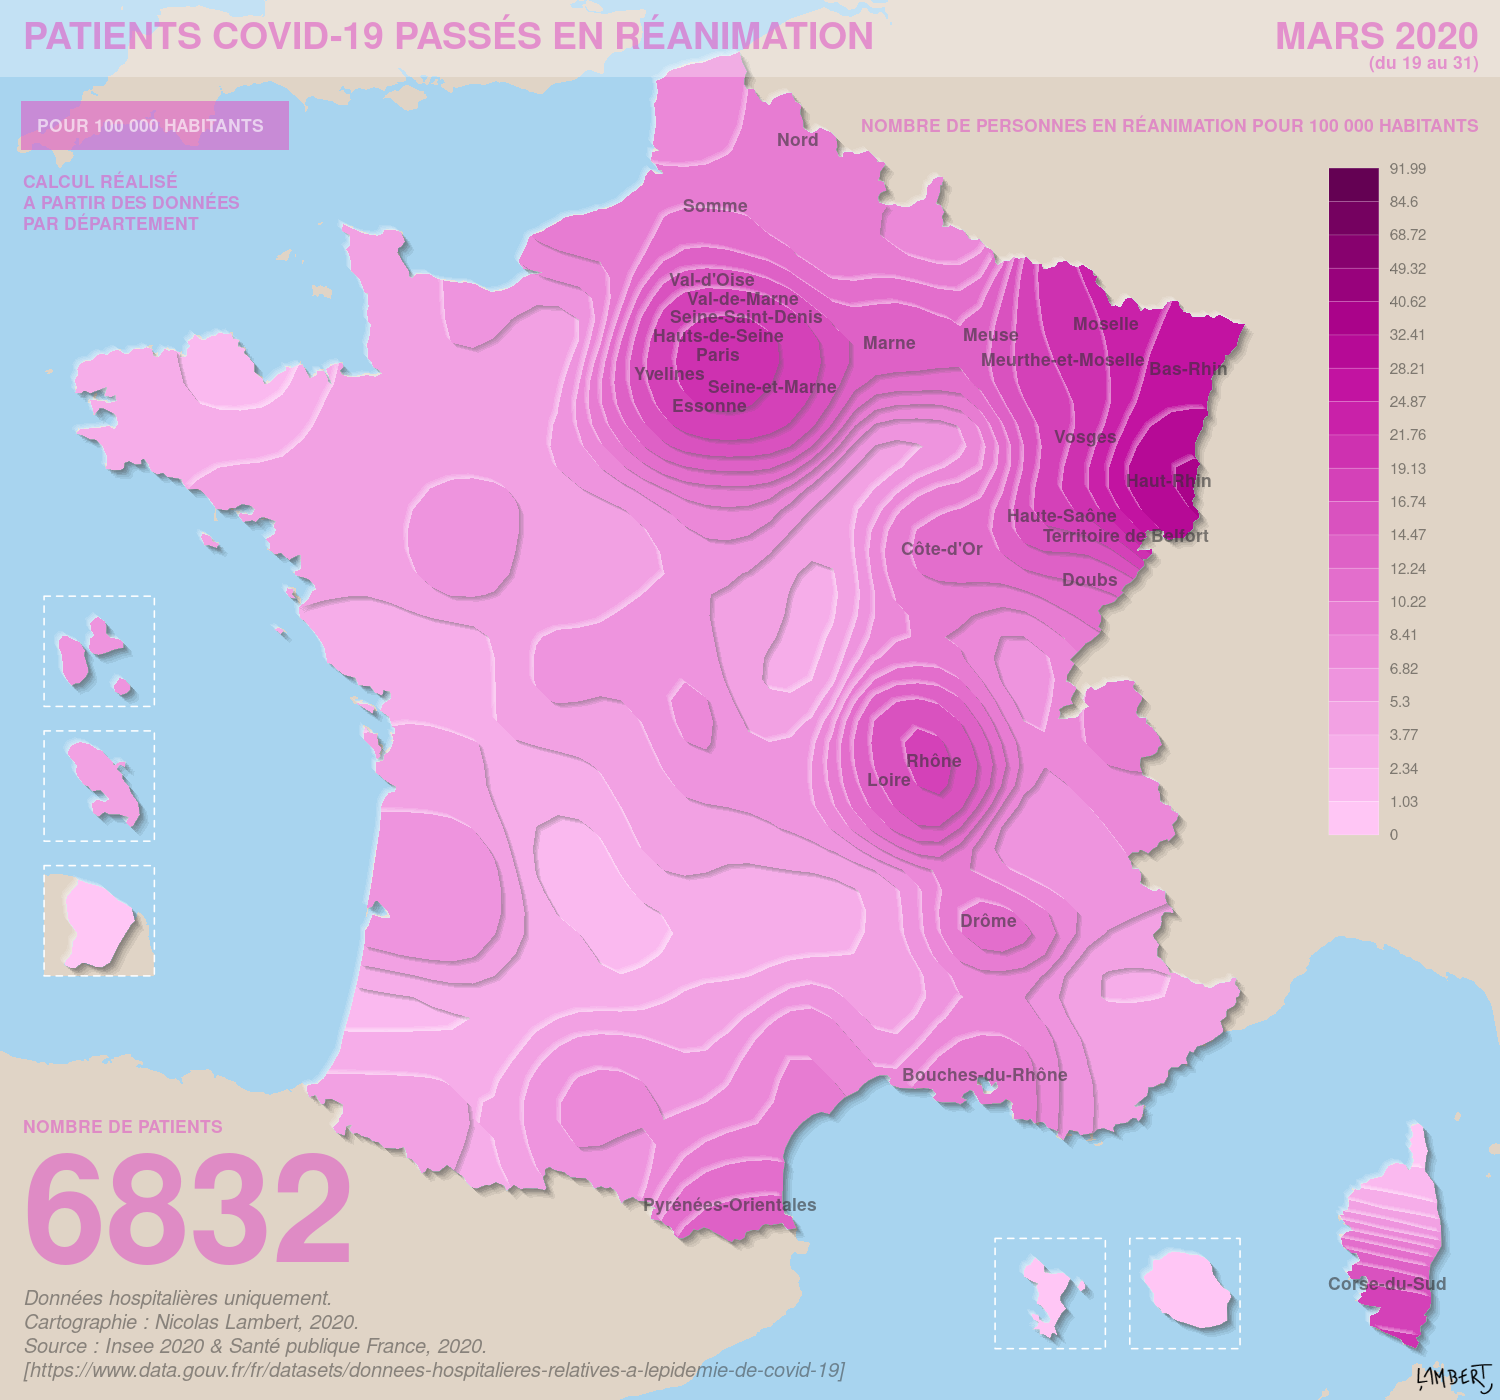 PATIENTS COVID-19 PASSÉS EN RÉANIMATION
MARS 2020
(du 19 au 31)
POUR 100 000 HABITANTS
CALCUL RÉALISÉ
A PARTIR DES DONNÉES
PAR DÉPARTEMENT
NOMBRE DE PERSONNES EN RÉANIMATION POUR 100 000 HABITANTS
91.99
84.6
68.72
49.32
40.62
32.41
28.21
24.87
21.76
19.13
16.74
14.47
12.24
10.22
8.41
6.82
5.3
3.77
2.34
1.03
0
Nord
Somme
Val-d'Oise
Val-de-Marne
Seine-Saint-Denis
Hauts-de-Seine
Paris
Yvelines
Seine-et-Marne
Essonne
Marne
Meuse
Moselle
Meurthe-et-Moselle
Bas-Rhin
Vosges
Haut-Rhin
Haute-Saône
Territoire de Belfort
Côte-d'Or
Doubs
Rhône
Loire
Drôme
Bouches-du-Rhône
Pyrénées-Orientales
Corse-du-Sud
NOMBRE DE PATIENTS
6832
Données hospitalières uniquement.
Cartographie : Nicolas Lambert, 2020.
Source : Insee 2020 & Santé publique France, 2020.
[https://www.data.gouv.fr/fr/datasets/donnees-hospitalieres-relatives-a-lepidemie-de-covid-19]
LAMBERT